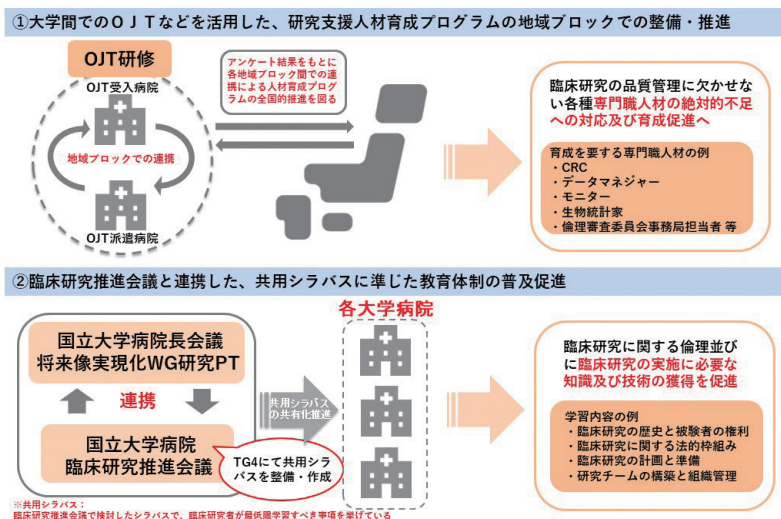 ①大学間でのＯＪＴなどを活用した、研究支援人材育成プログラムの地域ブロックでの整備・推進
OJT研修
OJT受入病院
地域ブロックでの連携
OJT派遣病院
アンケート結果をもとに
各地域ブロック間での連
携による人材育成プログ
ラムの全国的推進を図る
臨床研究の品質管理に欠かせな
い各種専門職人材の絶対的不足
への対応及び育成促進へ
育成を要する専門職人材の例
・CRC
・データマネジャー
・モニター
・生物統計家
・倫理審査委員会事務局担当者 等
②臨床研究推進会議と連携した、共用シラバスに準じた教育体制の普及促進
国立大学病院長会議
将来像実現化WG研究PT
連携
国立大学病院
臨床研究推進会議
TG4にて共用シラ
バスを整備・作成
※共用シラバス：
臨床研究推進会議で検討したシラバスで、臨床研究者が最低限学習すべき事項を挙げている
共用シラバス
の共有化推進
各大学病院
臨床研究に関する倫理並び
に臨床研究の実施に必要な
知識及び技術の獲得を促進
学習内容の例
・臨床研究の歴史と被験者の権利
・臨床研究に関する法的枠組み
・臨床研究の計画と準備
・研究チームの構築と組織管理